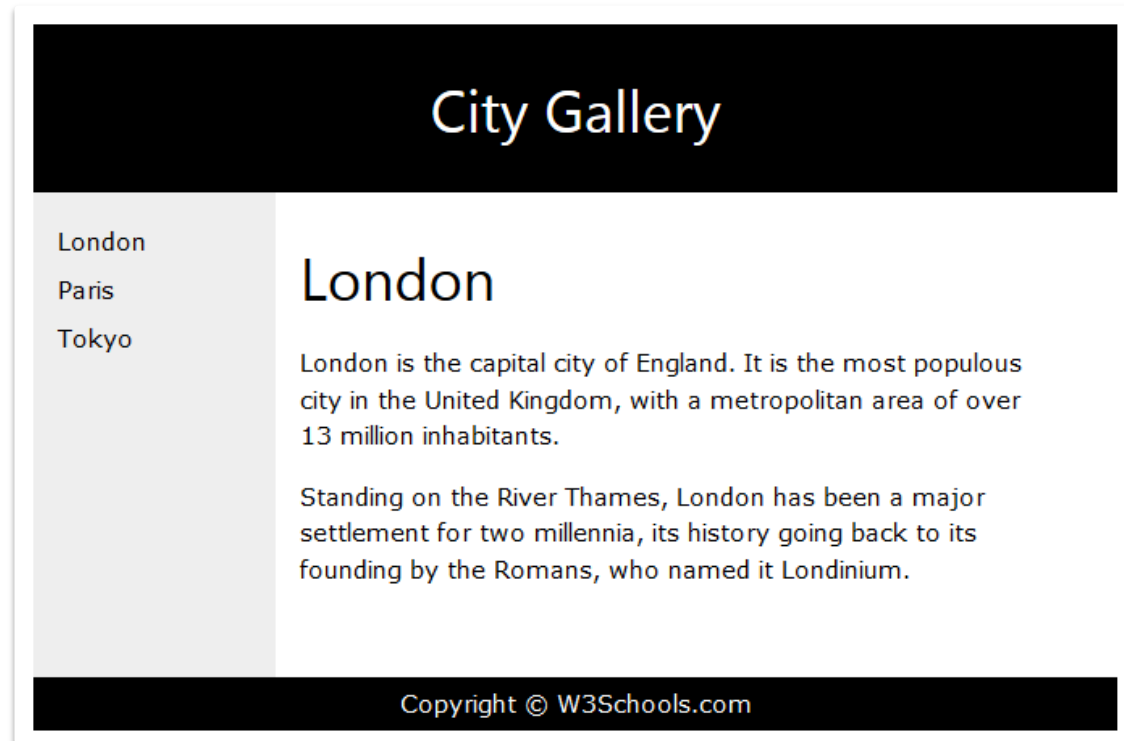 City Gallery
London
Paris
Tokyo
London
London is the capital city of England. It is the most populous
city in the United Kingdom, with a metropolitan area of over
13 million inhabitants.
Standing on the River Thames, London has been a major
settlement for two millennia, its history going back to its
founding by the Romans, who named it Londinium.
Copyright © W3Schools.com